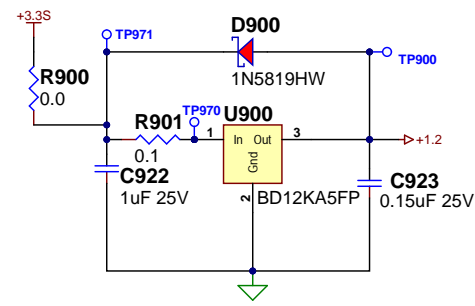 +3.3S
TP971
D900
TP900
R900
0.0
1N5819HW
TP970
U900
R901
1
In
Out
3
+1.2
0.1
Gnd
C922
1uF 25V
2
BD12KA5FP
C923
0.15uF 25V